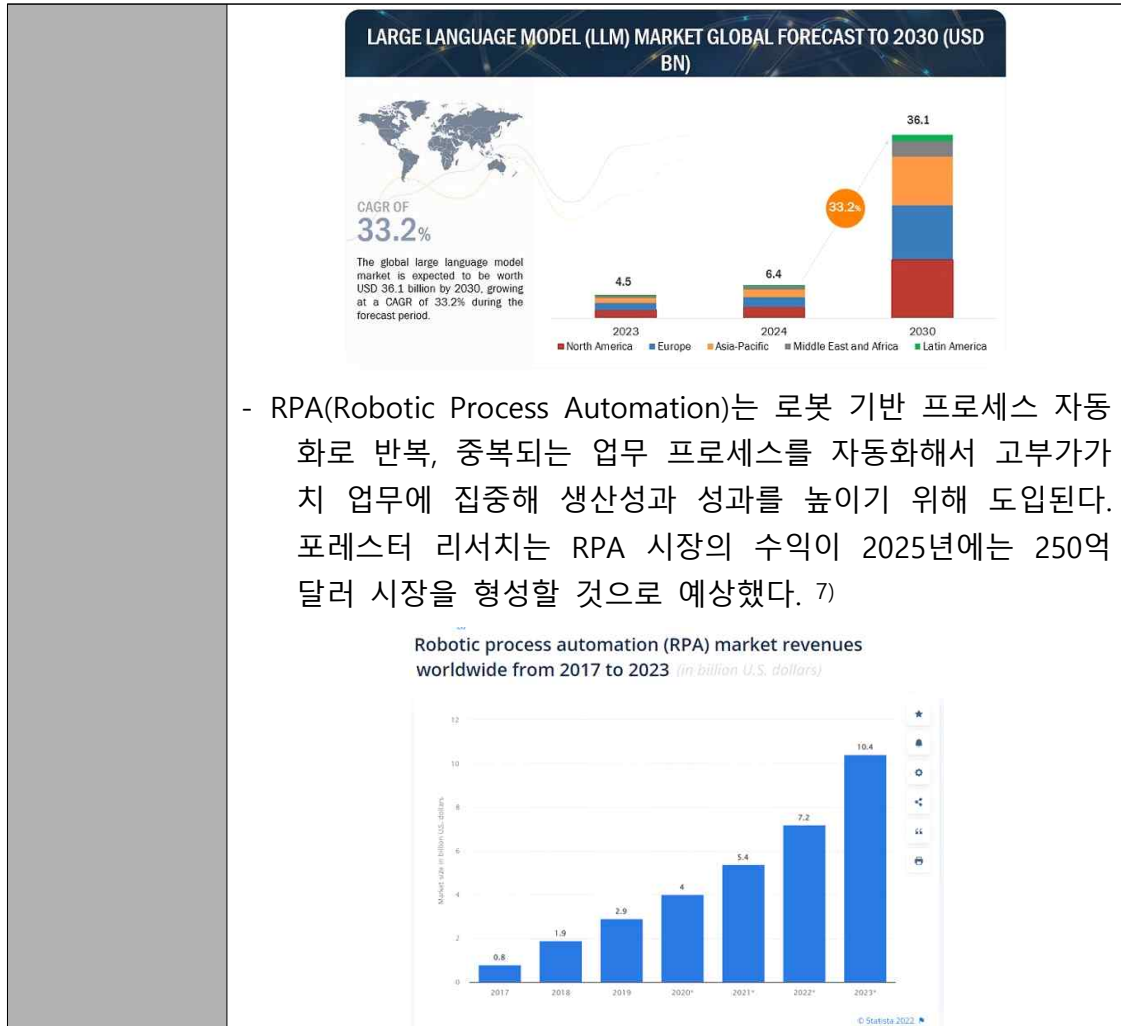 LARGE LANGUAGE MODEL (LLM) MARKET GLOBAL FORECAST TO 2030 (USD
BN)
CAGR OF
33.2%
The global large language model
market is expected to be worth
USD 36.1 billion by 2030, growing
at a CAGR of 33.2% during the
forecast period.
36.1
33.2%
4.5
6.4
2023
2024
2030
North America
Europe
Asia-Pacific
Middle East and Africa
Latin America
- RPA(Robotic Process Automation)는 로봇 기반 프로세스 자동
화로 반복, 중복되는 업무 프로세스를 자동화해서 고부가가
치 업무에 집중해 생산성과 성과를 높이기 위해 도입된다.
포레스터 리서치는 RPA 시장의 수익이 2025년에는 250억
달러 시장을 형성할 것으로 예상했다. 7)
Robotic process automation (RPA) market revenues
worldwide from 2017 to 2023 (in billion U.S. dollars)
Market size in billion U.S. dollars
12
10
8
6
4
2
0
0.8
1.9
2.9
4
5.4
7.2
10.4
2017
2018
2019
2020*
2021*
2022*
2023*
© Statista 2022